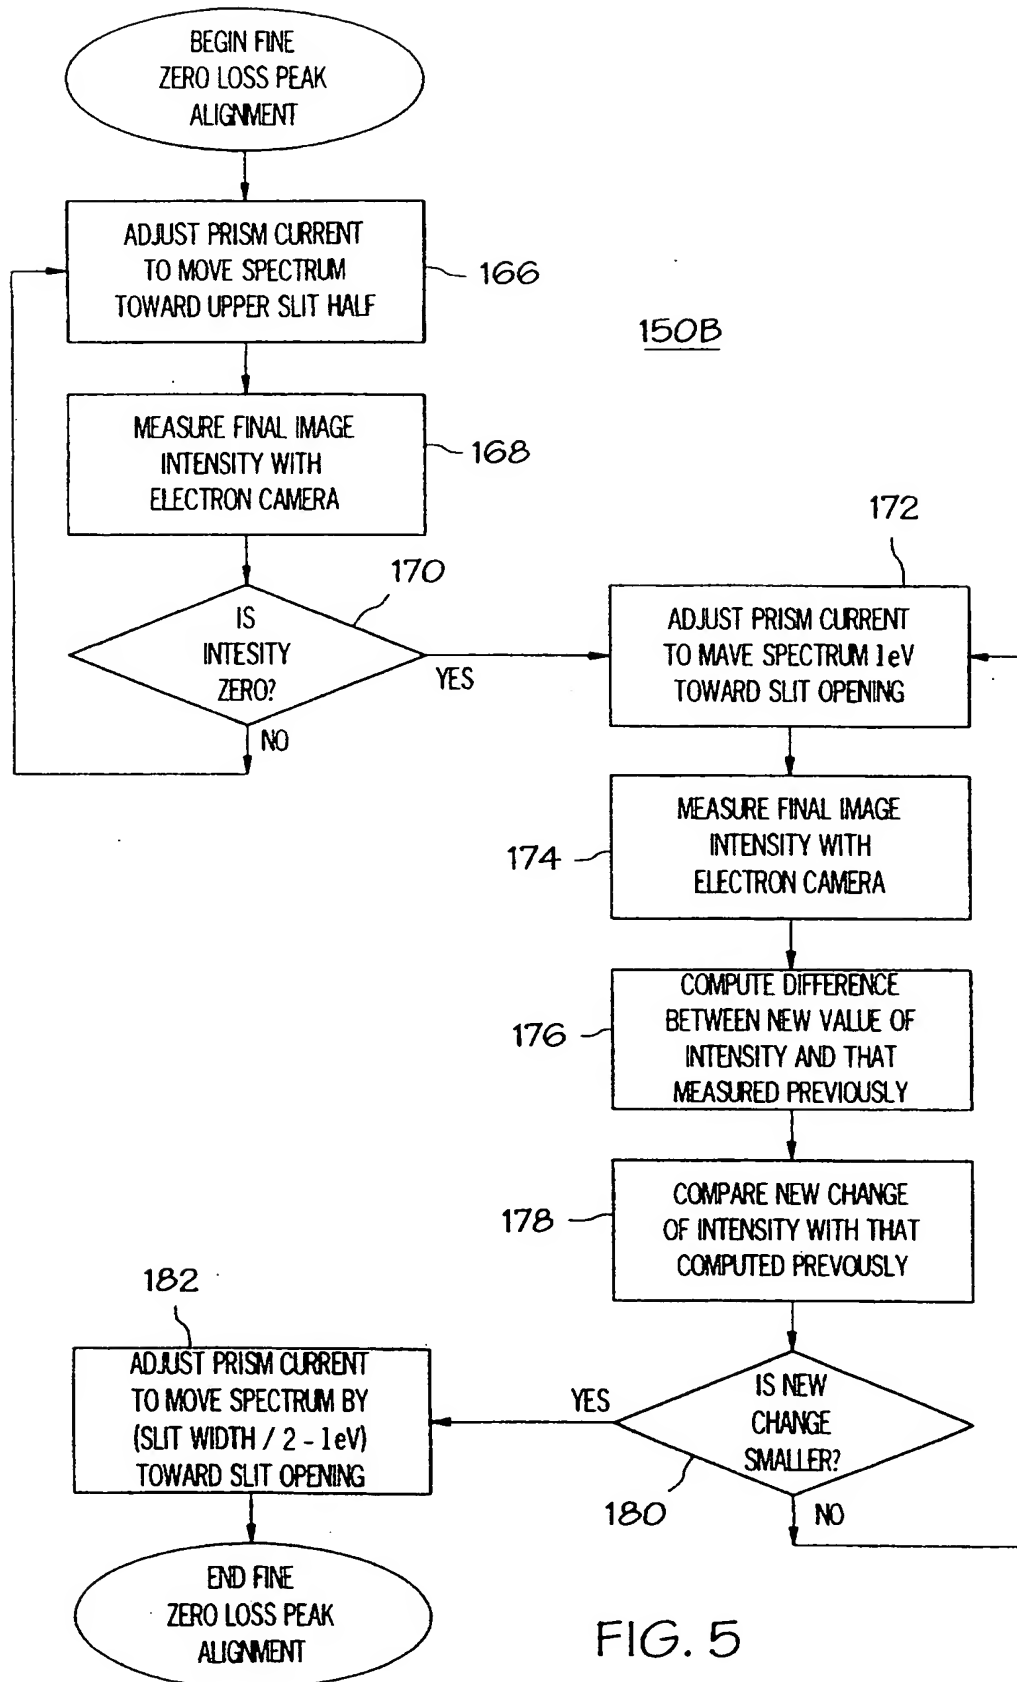 BEGIN FINE
ZERO LOSS PEAK
ALIGNMENT
ADJUST PRISM CURRENT
TO MOVE SPECTRUM
TOWARD UPPER SLIT HALF
166
150B
MEASURE FINAL IMAGE
INTENSITY WITH
ELECTRON CAMERA
168
IS
INTESITY
ZERO?
170
YES
NO
172
ADJUST PRISM CURRENT
TO MAVE SPECTRUM 1eV
TOWARD SLIT OPENING
MEASURE FINAL IMAGE
INTENSITY WITH
ELECTRON CAMERA
174
COMPUTE DIFFERENCE
BETWEEN NEW VALUE OF
INTENSITY AND THAT
MEASURED PREVIOUSLY
176
COMPARE NEW CHANGE
OF INTENSITY WITH THAT
COMPUTED PREVOUSLY
178
IS NEW
CHANGE
SMALLER?
180
YES
NO
182
ADJUST PRISM CURRENT
TO MOVE SPECTRUM BY
(SLIT WIDTH / 2 - 1eV)
TOWARD SLIT OPENING
END FINE
ZERO LOSS PEAK
ALIGNMENT
FIG. 5